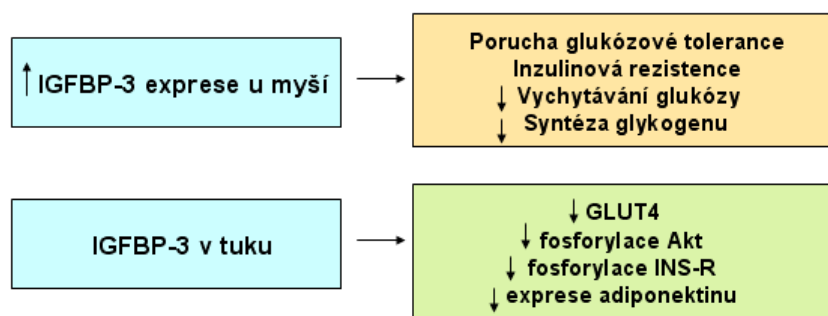 ↑ IGFBP-3 exprese u myší
Porucha glukózové tolerance
Inzulinová rezistence
↓ Vychytávání glukózy
↓ Syntéza glykogenu
IGFBP-3 v tuku
↓ GLUT4
↓ fosforylace Akt
↓ fosforylace INS-R
↓ exprese adiponektinu